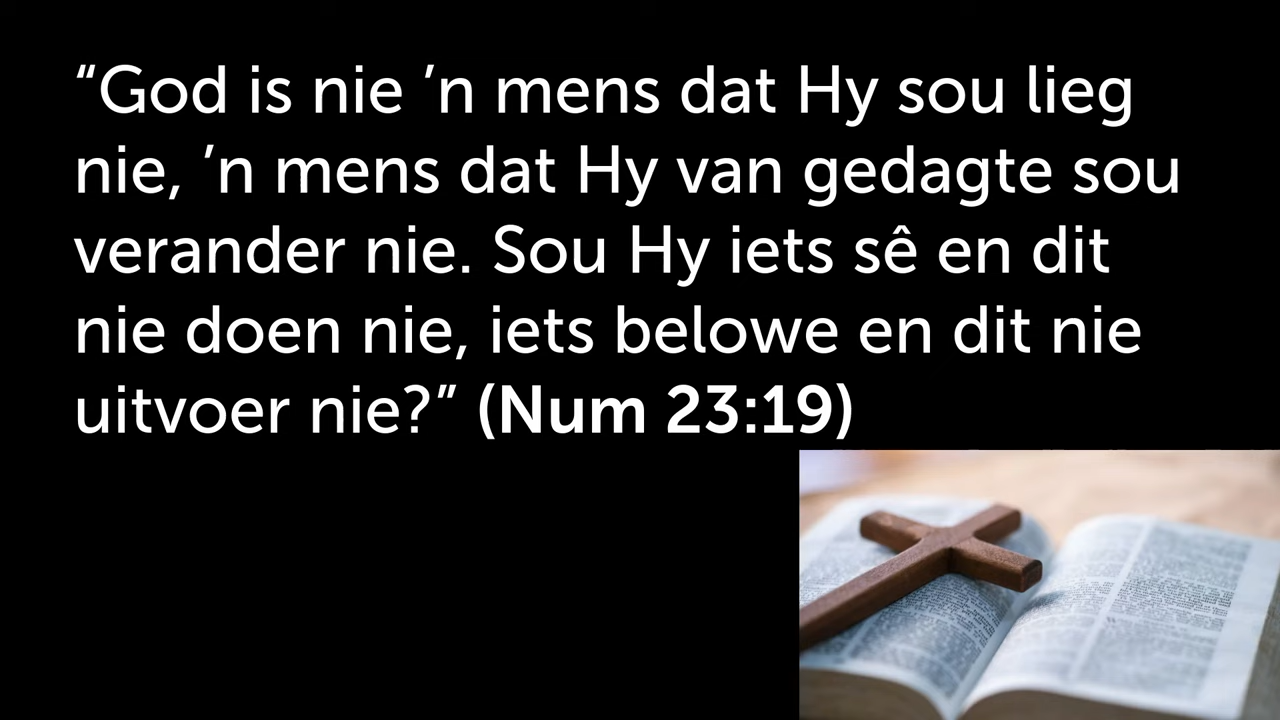 “God is nie ’n mens dat Hy sou lieg
nie, ’n mens dat Hy van gedagte sou
verander nie. Sou Hy iets sê en dit
nie doen nie, iets belowe en dit nie
uitvoer nie?” (Num 23:19)